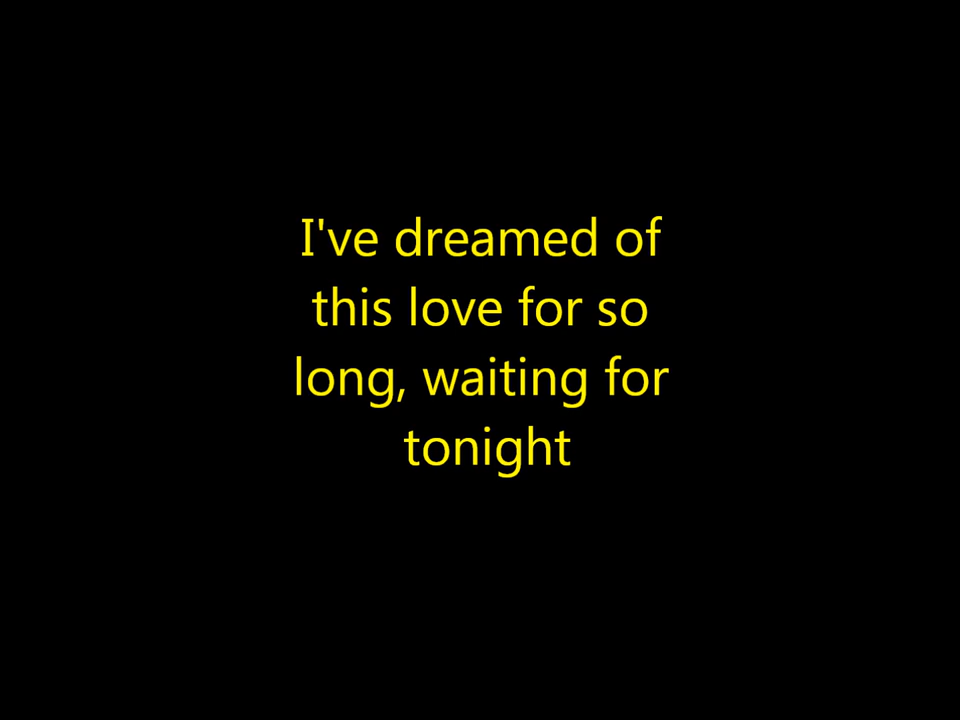 I've dreamed of
this love for so
long, waiting for
tonight